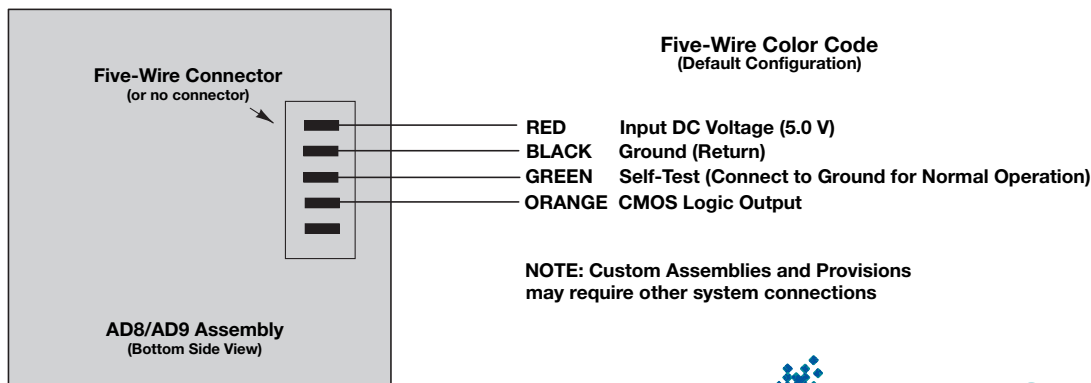 Five-Wire Color Code
(Default Configuration)
Five-Wire Connector
(or no connector)
RED Input DC Voltage (5.0 V)
BLACK Ground (Return)
GREEN Self-Test (Connect to Ground for Normal Operation)
ORANGE CMOS Logic Output
NOTE: Custom Assemblies and Provisions
may require other system connections
AD8/AD9 Assembly
(Bottom Side View)